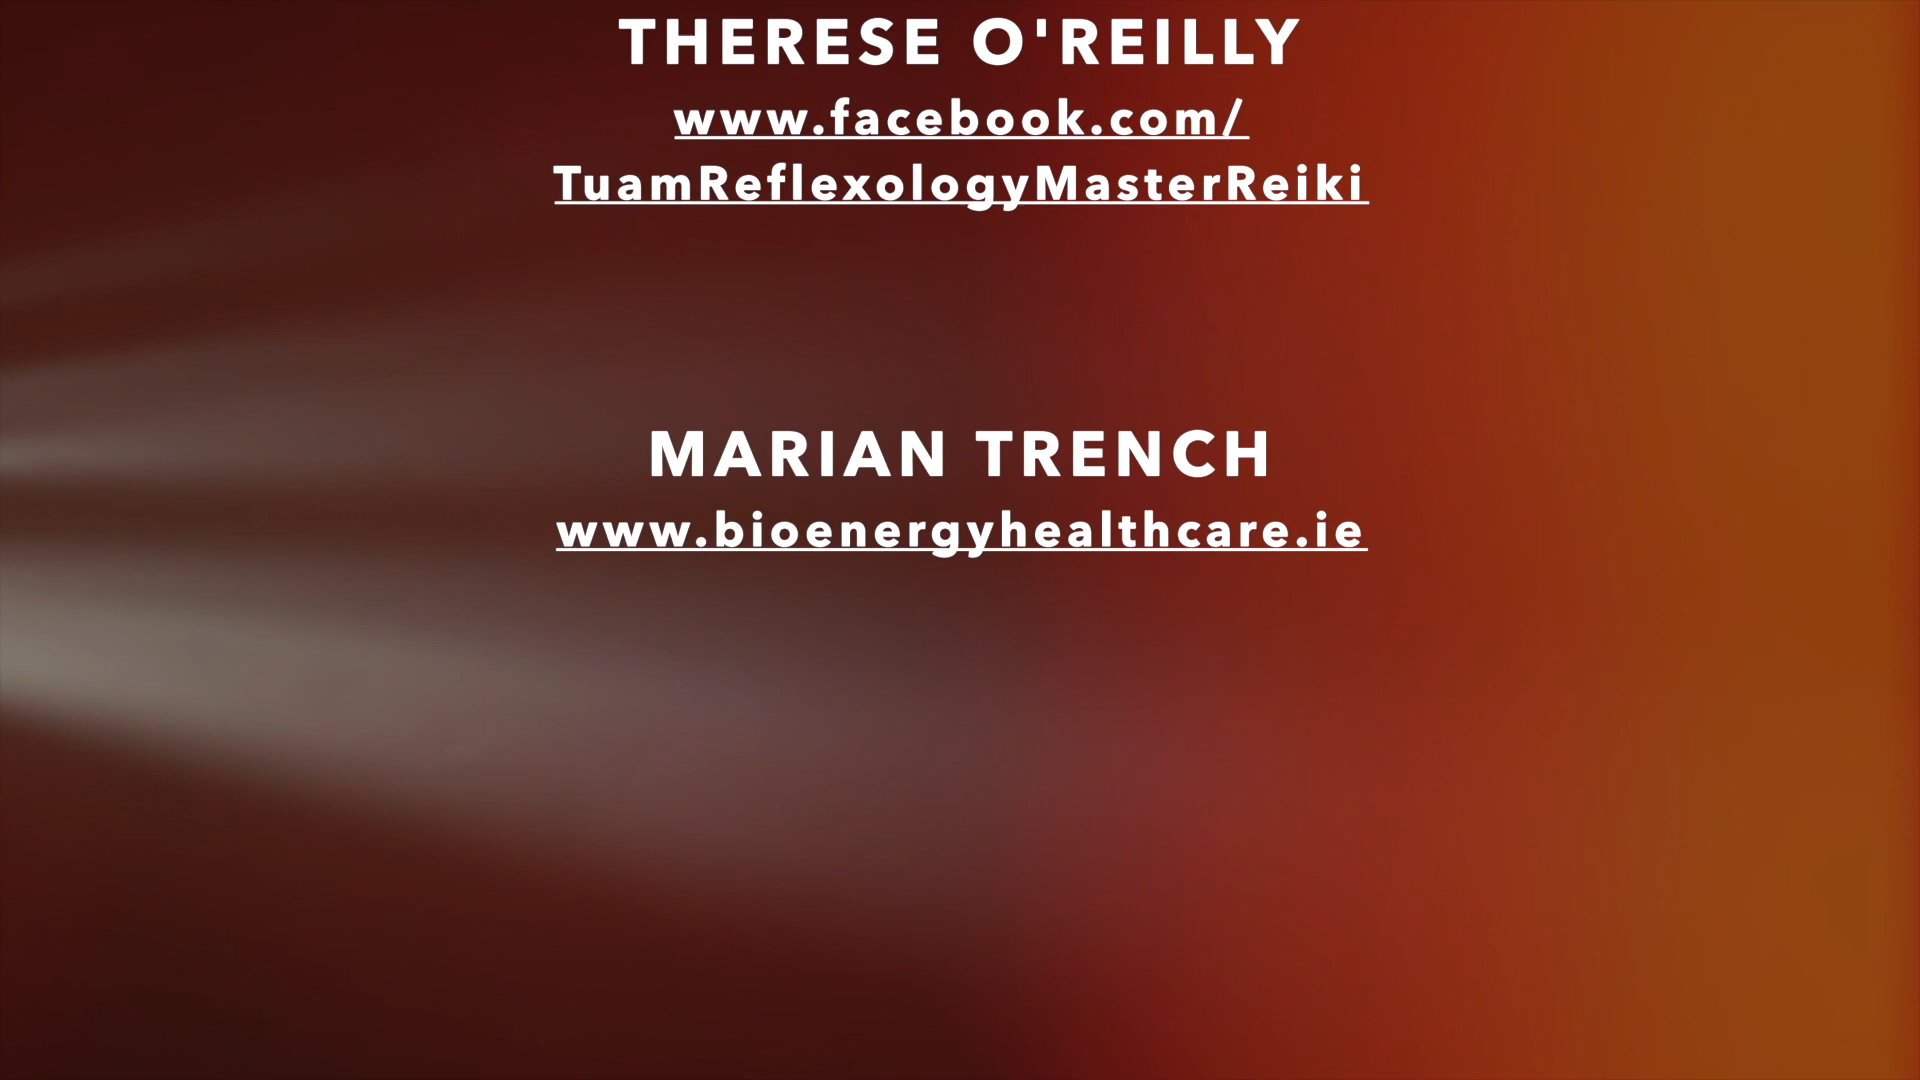 THERESE O'REILLY
www.facebook.com/
TuamReflexologyMasterReiki
MARIAN TRENCH
www.bioenergyhealthcare.ie